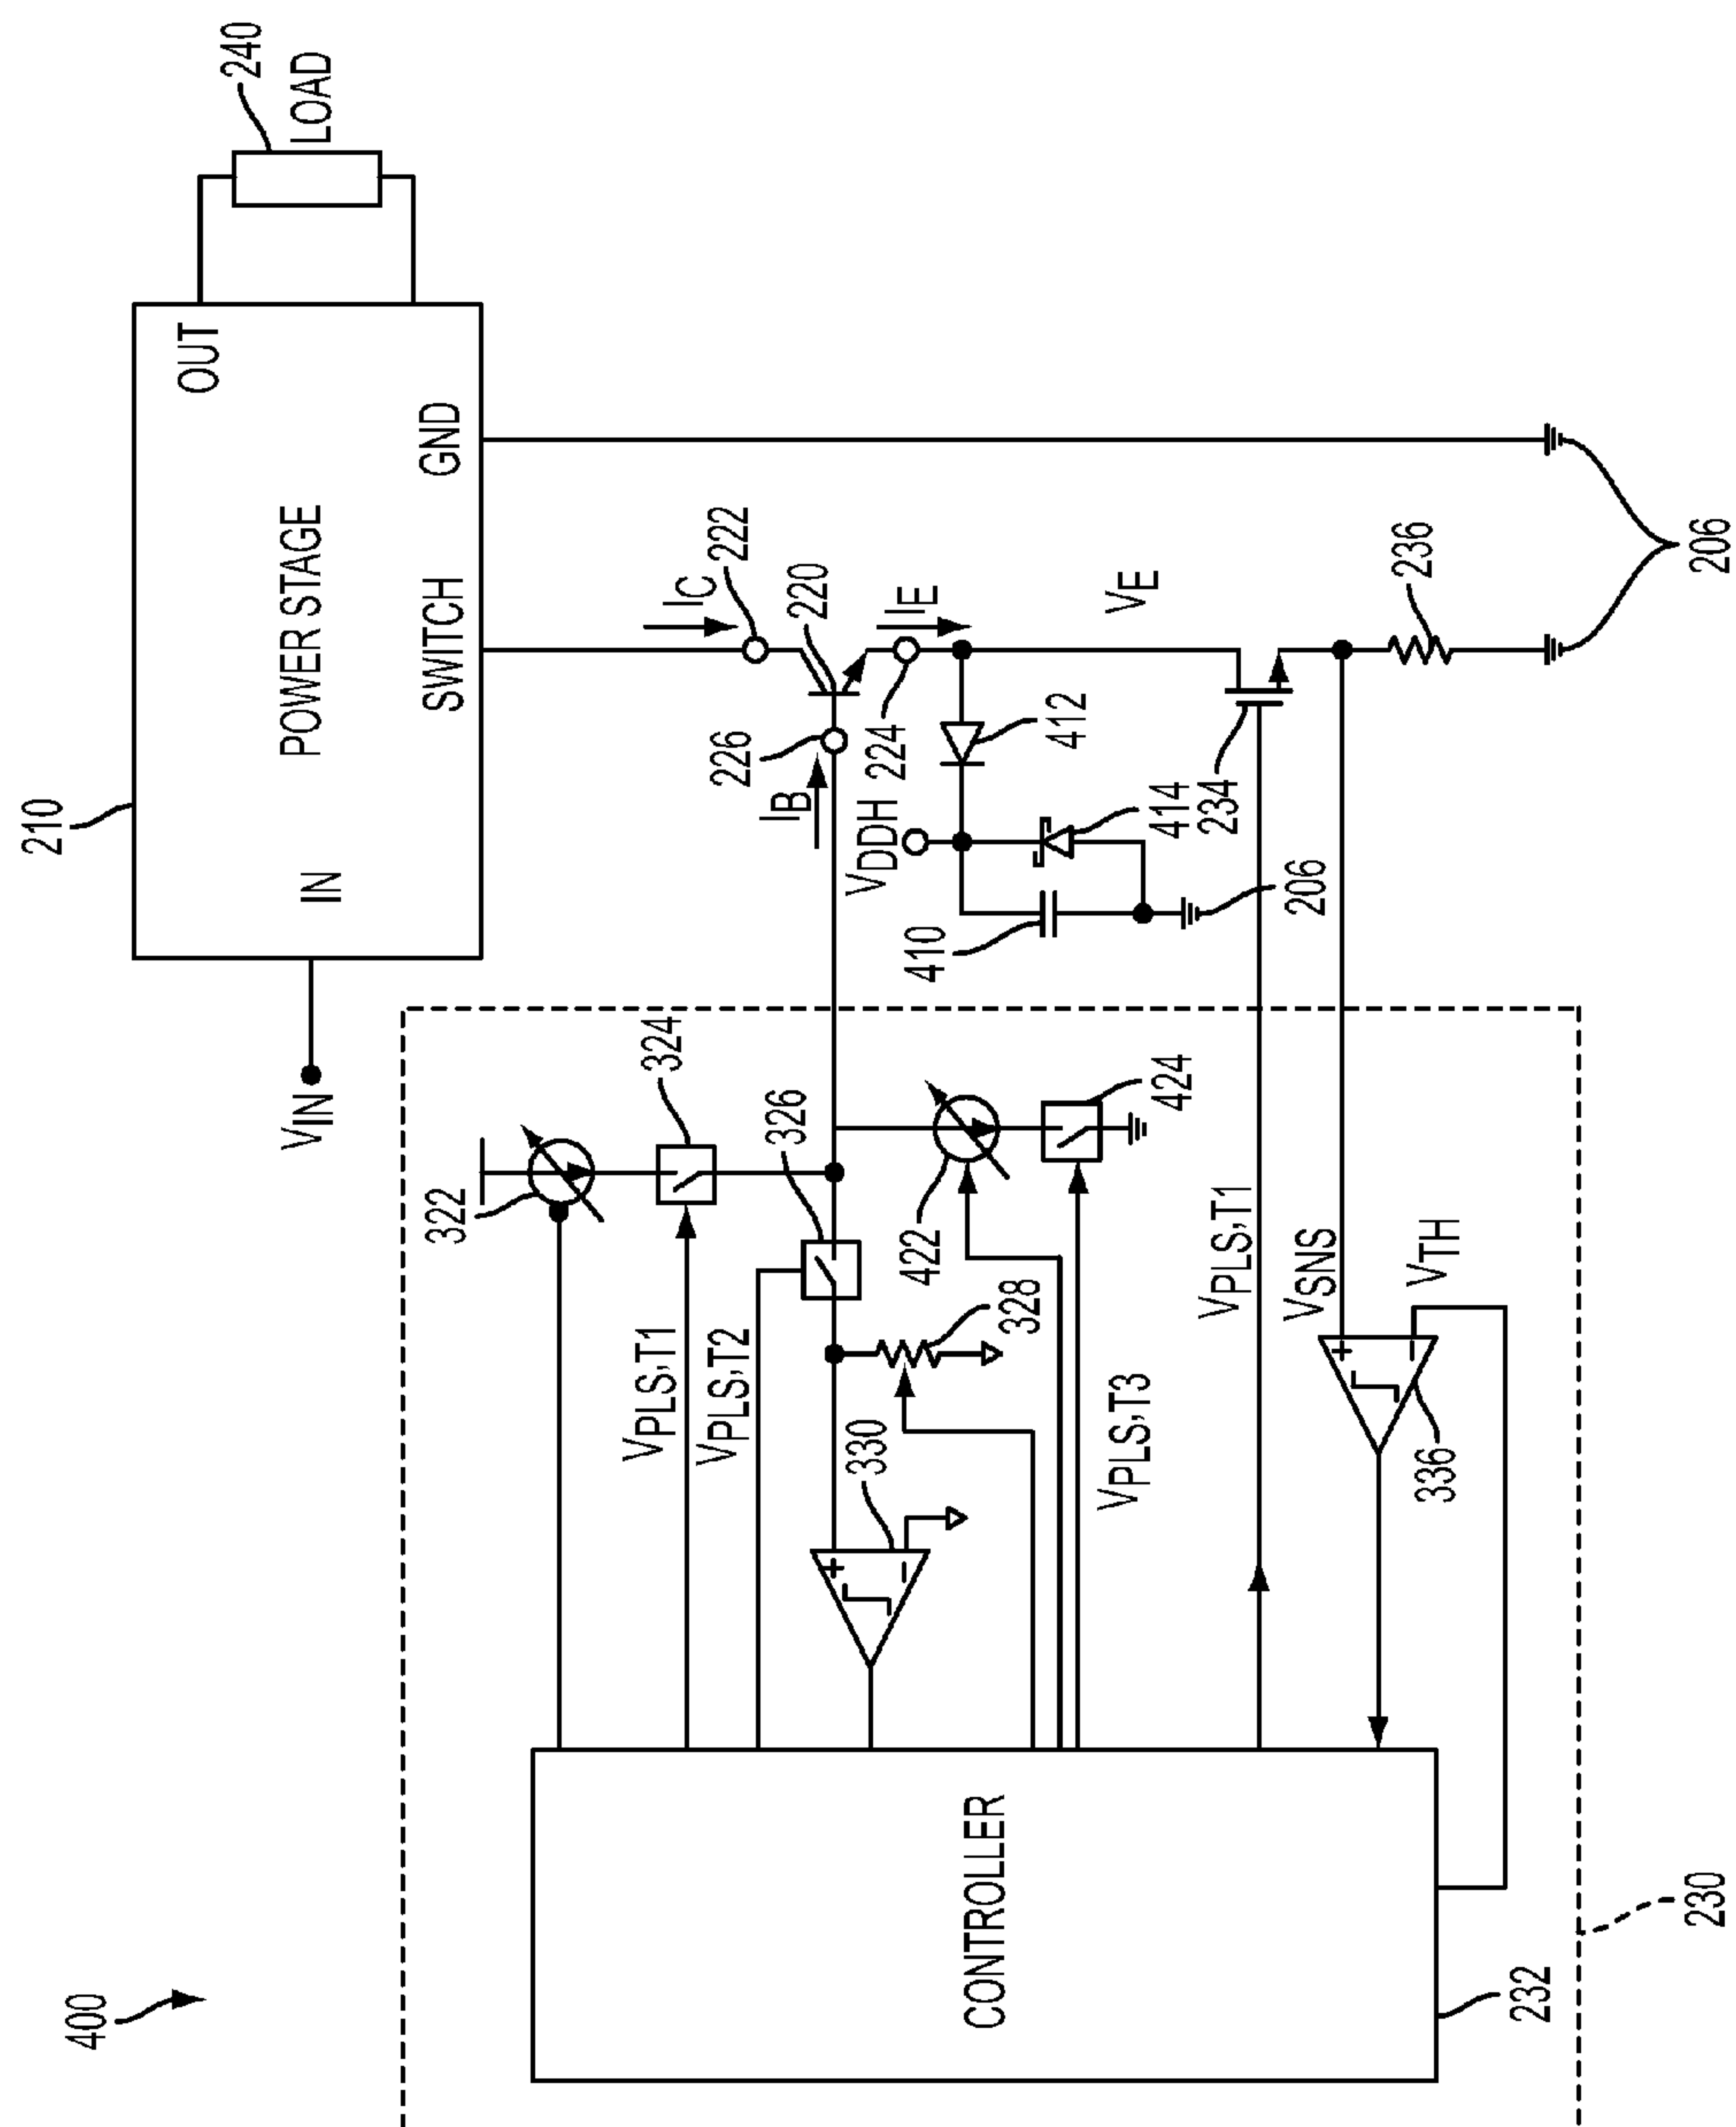 400
210
240
LOAD
OUT
POWER STAGE
IN
SWITCH
GND
VIN
IC
222
220
226
IB
IE
224
VE
412
VDDH
414
234
410
206
236
206
322
324
326
VPLS,T1
VPLS,T2
422
424
328
330
+
−
VPLS,T3
VPLS,T1
VSNS
VTH
+
−
336
CONTROLLER
232
230